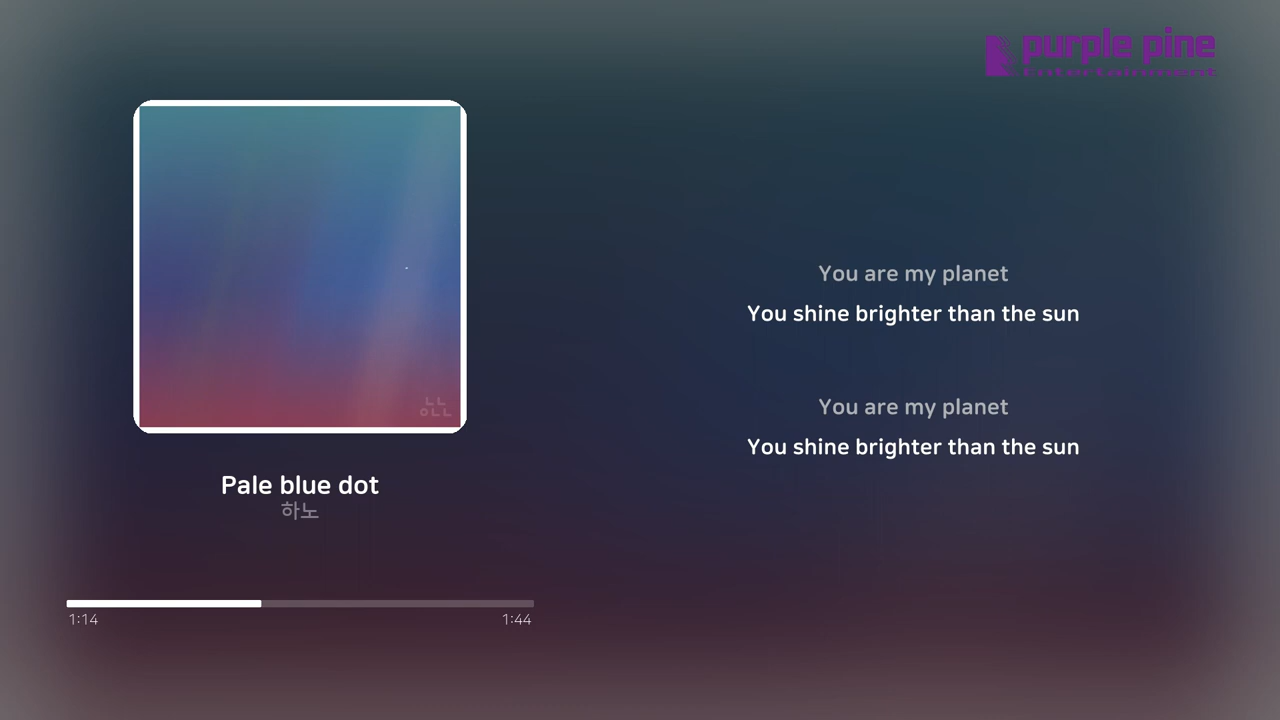 purple pine
Entertainment
You are my planet
You shine brighter than the sun
You are my planet
You shine brighter than the sun
Pale blue dot
하노
1:14
1:44